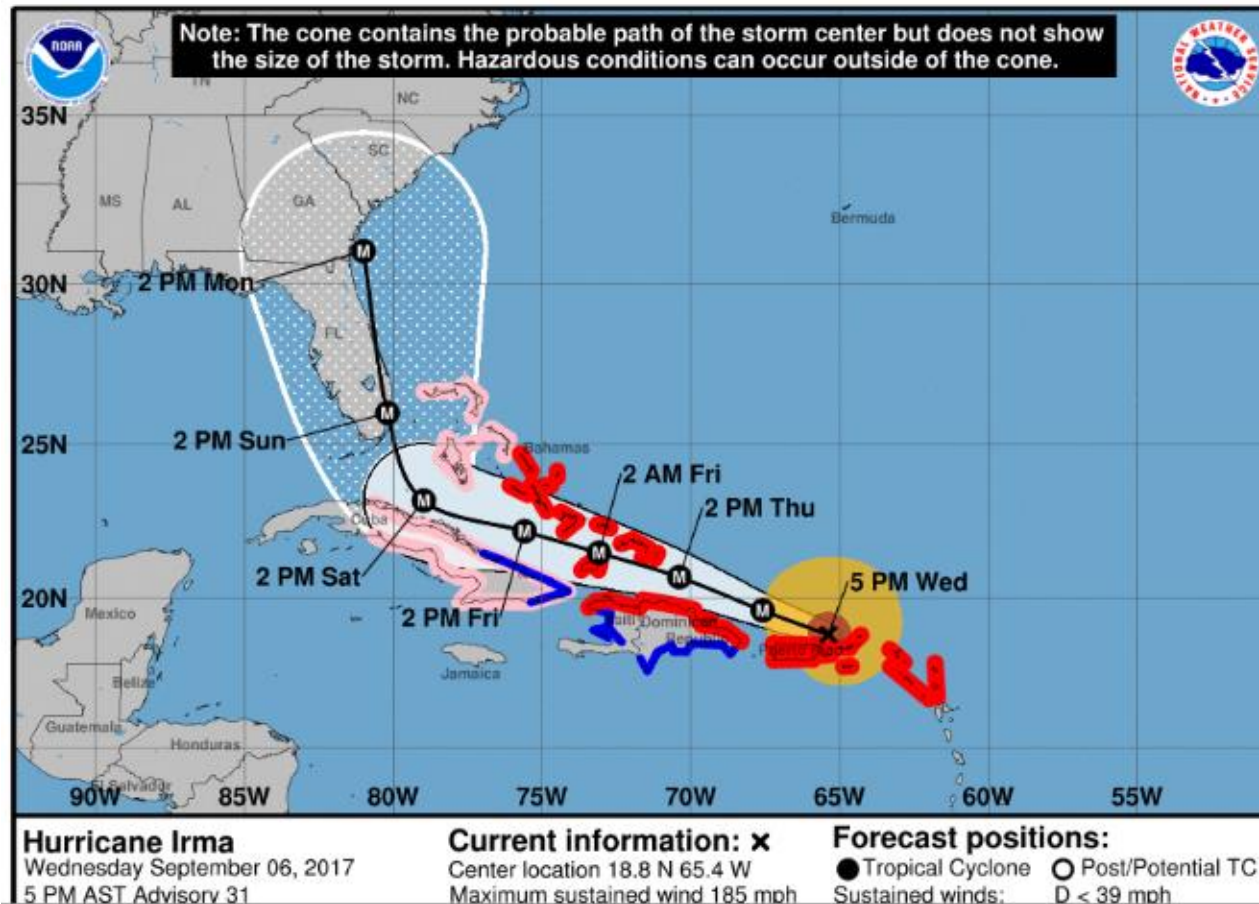 Note: The cone contains the probable path of the storm center but does not show
the size of the storm. Hazardous conditions can occur outside of the cone.
NOAA
NATIONAL WEATHER SERVICE
TN
NC
35N
SC
MS
AL
GA
Bermuda
30N
2 PM Mon
FL
25N
2 PM Sun
Bahamas
2 AM Fri
2 PM Thu
Cuba
2 PM Sat
5 PM Wed
20N
2 PM Fri
Mexico
Haiti
Dominican
Republic
Puerto Rico
Jamaica
Belize
Guatemala
Honduras
El Salvador
90W
85W
80W
75W
70W
65W
60W
55W
M
M
M
M
M
M
M
Hurricane Irma
Wednesday September 06, 2017
5 PM AST Advisory 31
Current information: x
Center location 18.8 N 65.4 W
Maximum sustained wind 185 mph
Forecast positions:
Tropical Cyclone
Post/Potential TC
Sustained winds:
D < 39 mph